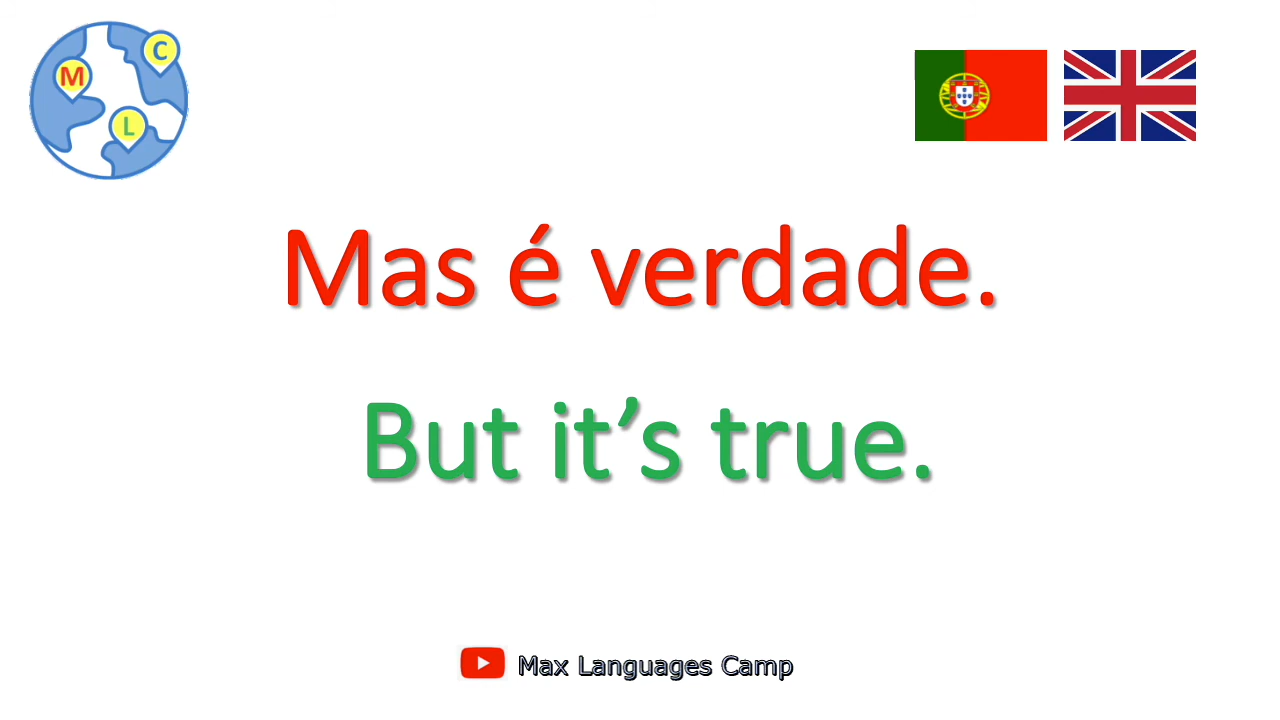 M
C
L
Mas é verdade.
But it’s true.
Max Languages Camp